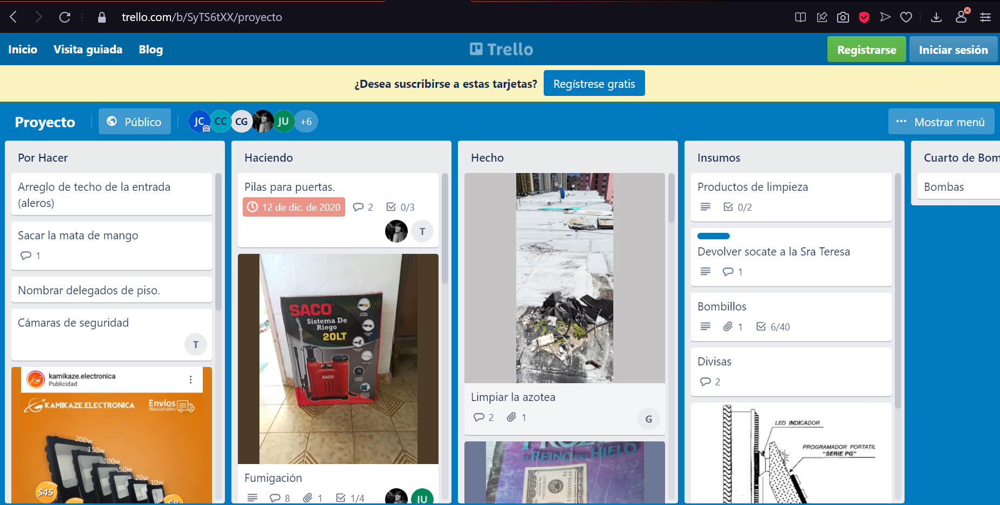 trello.com/b/SyTS6tXX/proyecto
Inicio
Visita guiada
Blog
Trello
Registrarse
Iniciar sesión
¿Desea suscribirse a estas tarjetas?
Regístrese gratis
Proyecto
Público
JC
CC
CG
JU
+6
Mostrar menú
Por Hacer
Arreglo de techo de la entrada
(aleros)
Sacar la mata de mango
1
Nombrar delegados de piso.
Cámaras de seguridad
T
kamikaze.electronica
Publicidad
KAMIKAZE.ELECTRONICA
Envíos
Nacionales
200w
150w
100w
50w
20w
10w
$45
Haciendo
Pilas para puertas.
12 de dic. de 2020
2
0/3
T
SACO
Sistema De
Riego
20LT
SACO
Fumigación
8
1
1/4
JU
Hecho
Limpiar la azotea
2
1
G
EL REINO DEL HIELO
Insumos
Productos de limpieza
0/2
Devolver socate a la Sra Teresa
1
Bombillos
1
6/40
Divisas
2
LED INDICADOR
PROGRAMADOR PORTATIL
"SERIE PG"
Cuarto de Bom
Bombas